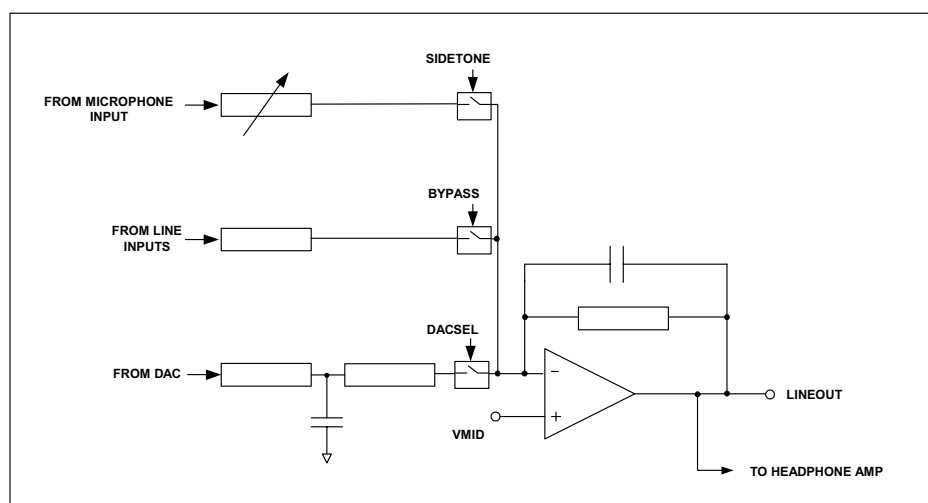 SIDETONE
FROM MICROPHONE
INPUT
BYPASS
FROM LINE
INPUTS
DACSEL
FROM DAC
−
+
VMID
LINEOUT
TO HEADPHONE AMP